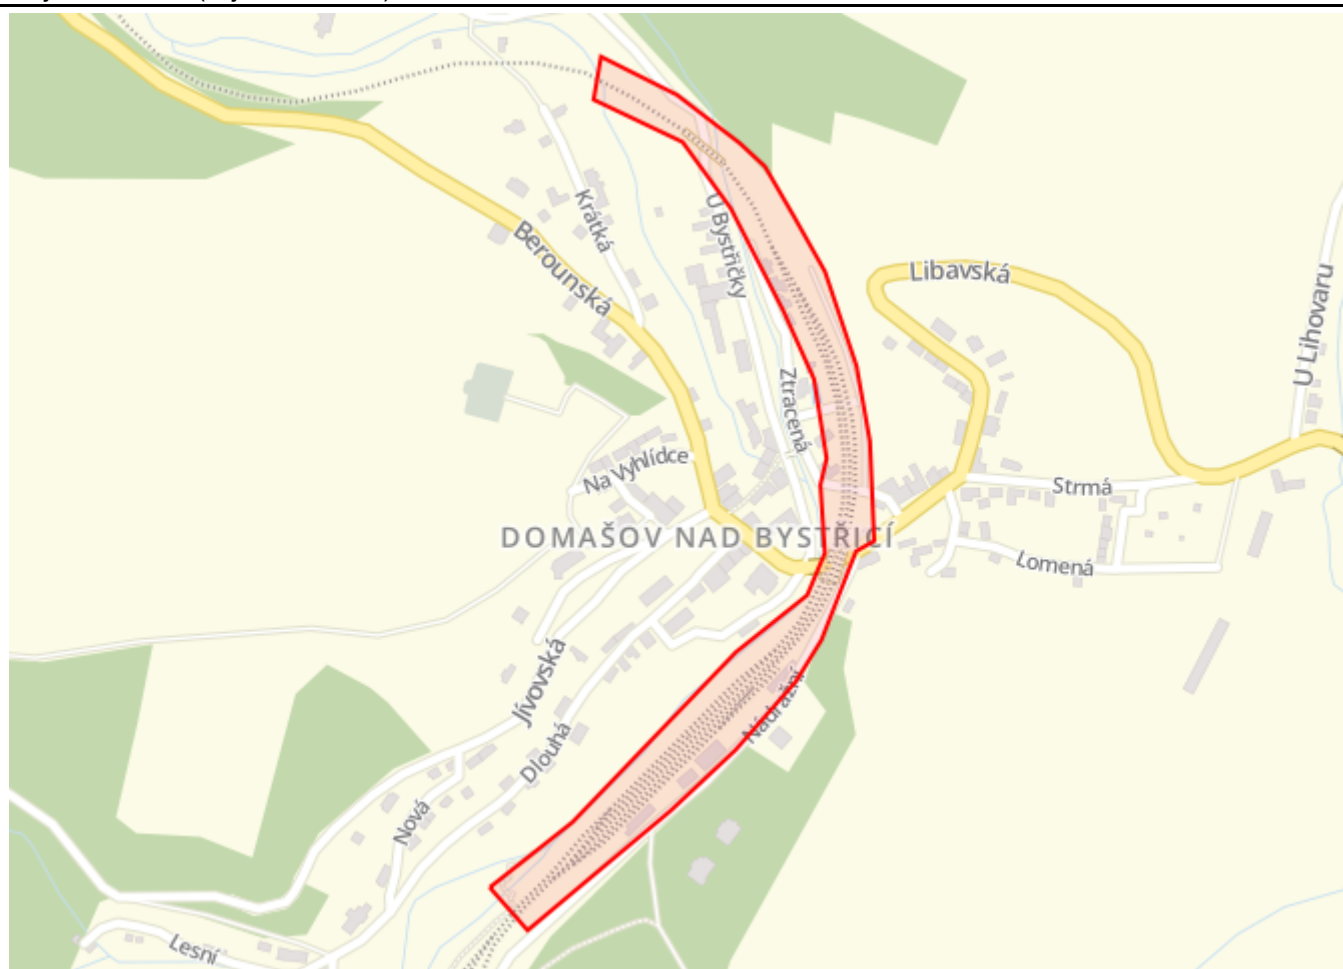 Krátká
U Bystřičky
Berounská
Libavská
U Lihovaru
Ztracená
Na Vyhlídce
Strmá
DOMAŠOV NAD BYSTŘICÍ
Lomená
Jívovská
Nádražní
Dlouhá
Nová
Lesní